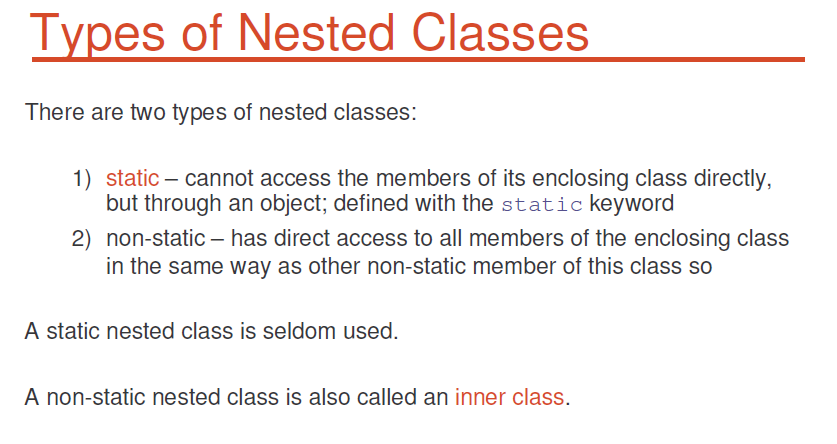 Types of Nested Classes
There are two types of nested classes:
1) static – cannot access the members of its enclosing class directly,
but through an object; defined with the static keyword
2) non-static – has direct access to all members of the enclosing class
in the same way as other non-static member of this class so
A static nested class is seldom used.
A non-static nested class is also called an inner class.